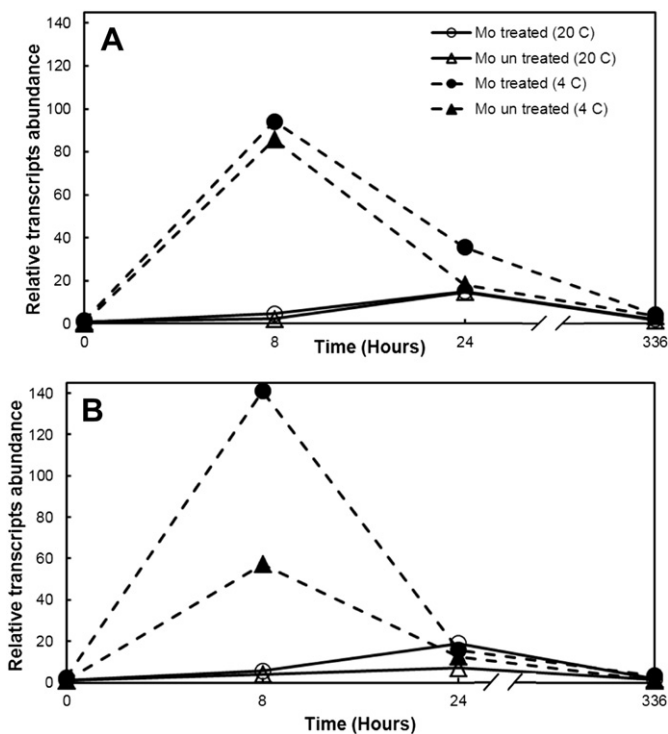 A
Relative transcripts abundance
140
120
100
80
60
40
20
0
Mo treated (20 C)
Mo un treated (20 C)
Mo treated (4 C)
Mo un treated (4 C)
0 8 24 336
Time (Hours)
B
Relative transcripts abundance
140
120
100
80
60
40
20
0
0 8 24 336
Time (Hours)